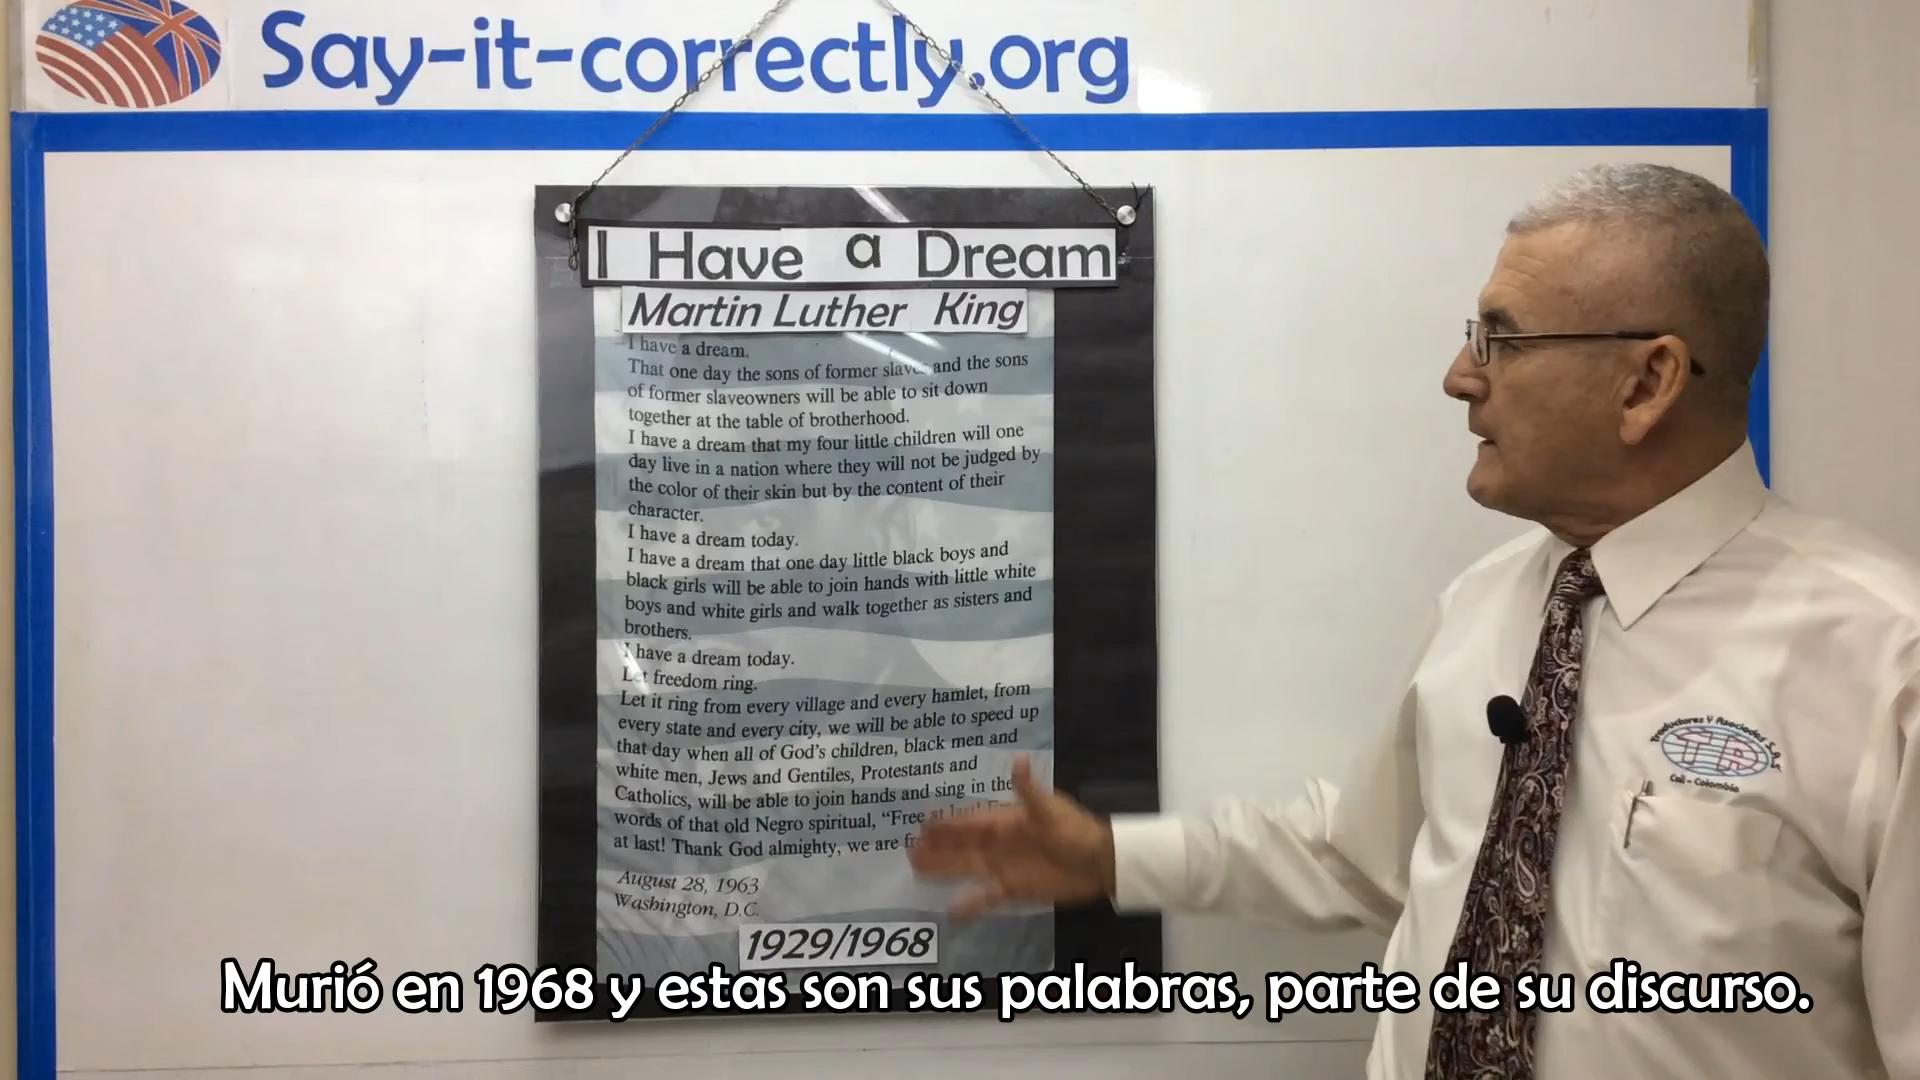 Say-it-correctly.org
I Have a Dream
Martin Luther King
I have a dream.
That one day the sons of former and the sons
of former slaveowners will be able to sit down
together at the table of brotherhood.
I have a dream that my four little children will one
day live in a nation where they will not be judged by
the color of their skin but by the content of their
character.
I have a dream today.
I have a dream that one day little black boys and
black girls will be able to join hands with little white
boys and white girls and walk together as sisters and
brothers.
I have a dream today.
Let freedom ring.
Let it ring from every village and every hamlet, from
every state and every city, we will be able to speed up
that day when all of God's children, black men and
white men, Jews and Gentiles, Protestants and
Catholics, will be able to join hands and sing in the
words of that old Negro spiritual, “Free at last!
at last! Thank God almighty, we are
August 28, 1963
Washington, D.C.
1929/1968
Traductores Y Asociados S.A.S
TA
Cali - Colombia
Murió en 1968 y estas son sus palabras, parte de su discurso.